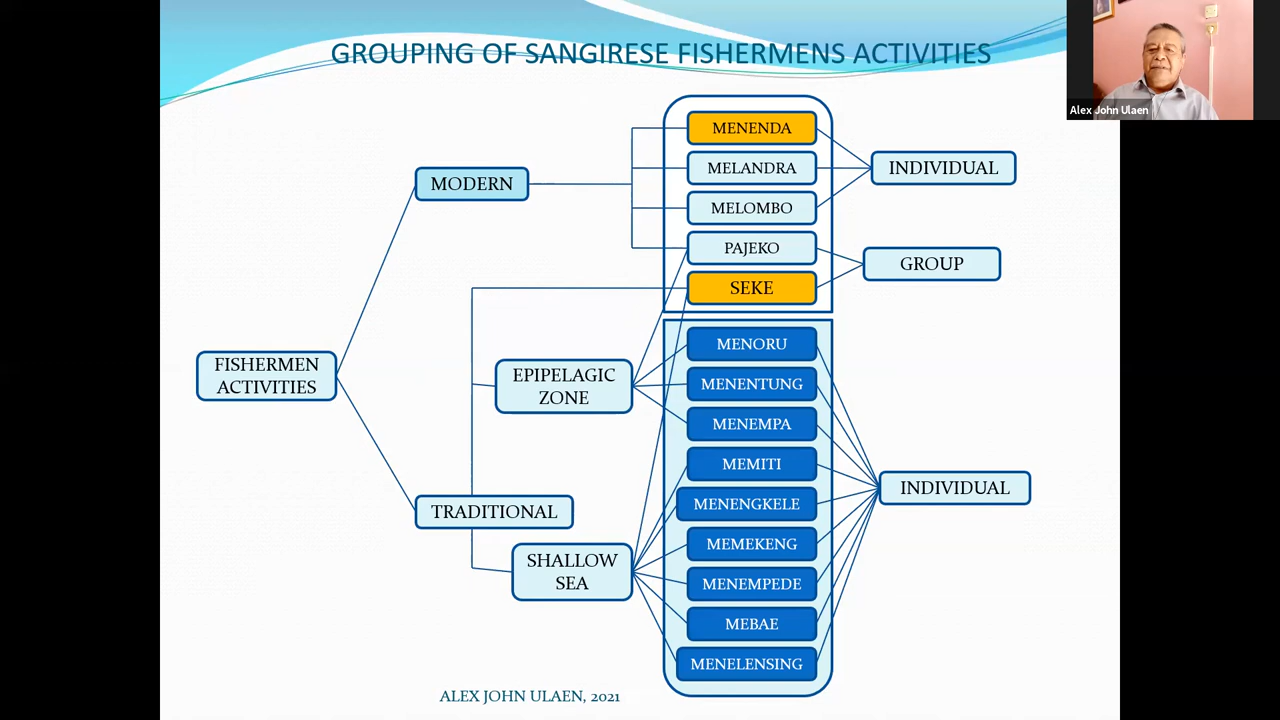 GROUPING OF SANGIRESE FISHERMENS ACTIVITIES
Alex John Ulaen
MENENDA
MELANDRA
MELOMBO
PAJEKO
SEKE
MODERN
INDIVIDUAL
GROUP
FISHERMEN
ACTIVITIES
EPIPELAGIC
ZONE
TRADITIONAL
SHALLOW
SEA
MENORU
MENENTUNG
MENEMPA
MEMITI
MENENGKELE
MEMEKENG
MENEMPEDE
MEBAE
MENELENSING
INDIVIDUAL
ALEX JOHN ULAEN, 2021